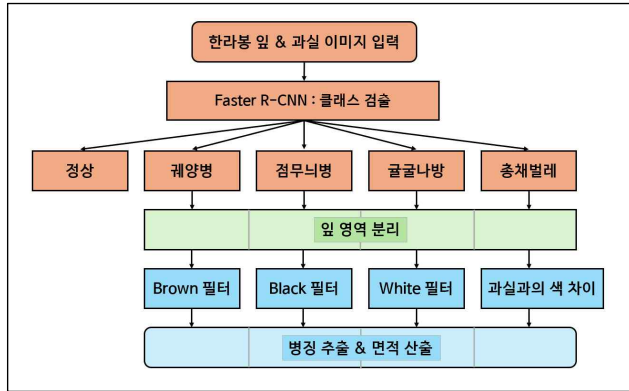 한라봉 잎 & 과실 이미지 입력
Faster R-CNN : 클래스 검출
정상
궤양병
점무늬병
귤굴나방
총채벌레
잎 영역 분리
Brown 필터
Black 필터
White 필터
과실과의 색 차이
병징 추출 & 면적 산출